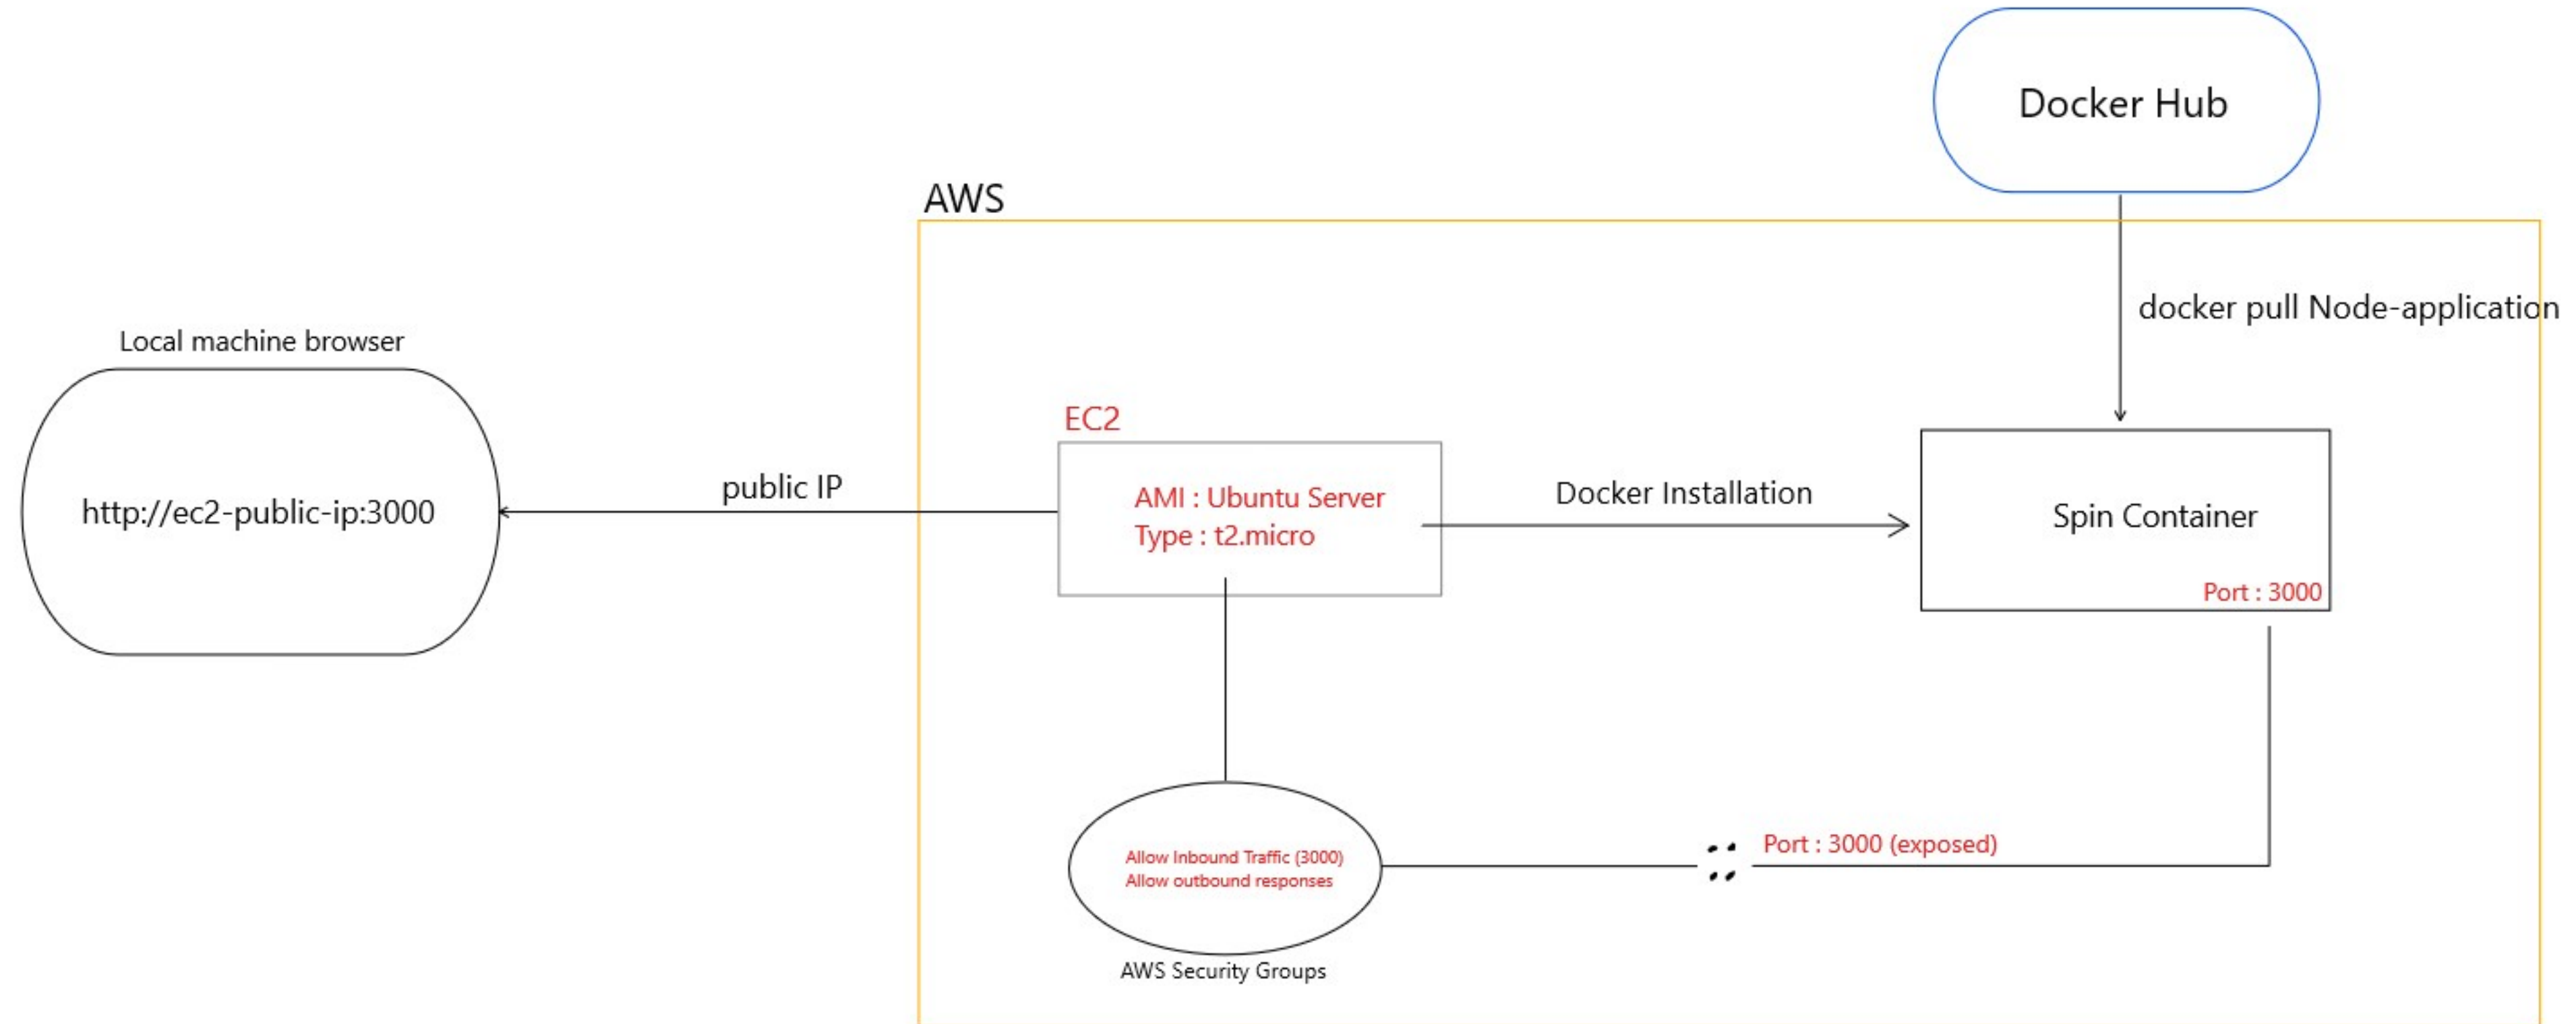 Docker Hub
AWS
docker pull Node-application
Local machine browser
http://ec2-public-ip:3000
public IP
EC2
AMI : Ubuntu Server
Type : t2.micro
Docker Installation
Spin Container
Port : 3000
Port : 3000 (exposed)
Allow Inbound Traffic (3000)
Allow outbound responses
AWS Security Groups